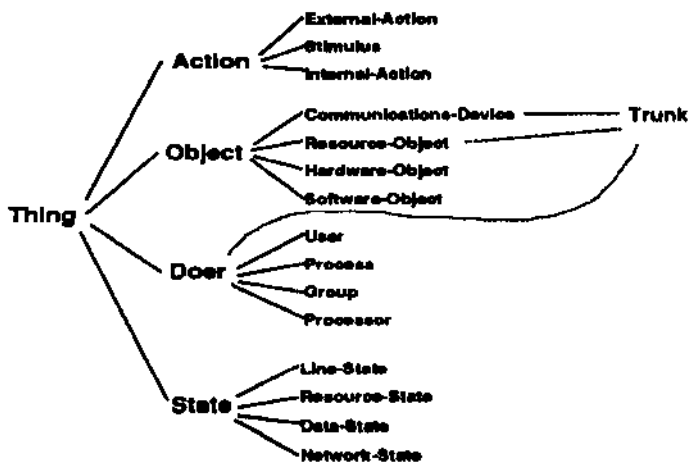 External-Action
Stimulus
Action
Internal-Action
Communications-Device
Trunk
Resource-Object
Object
Hardware-Object
Software-Object
Thing
User
Doer
Process
Group
Processor
Line-State
Resource-State
State
Data-State
Network-State